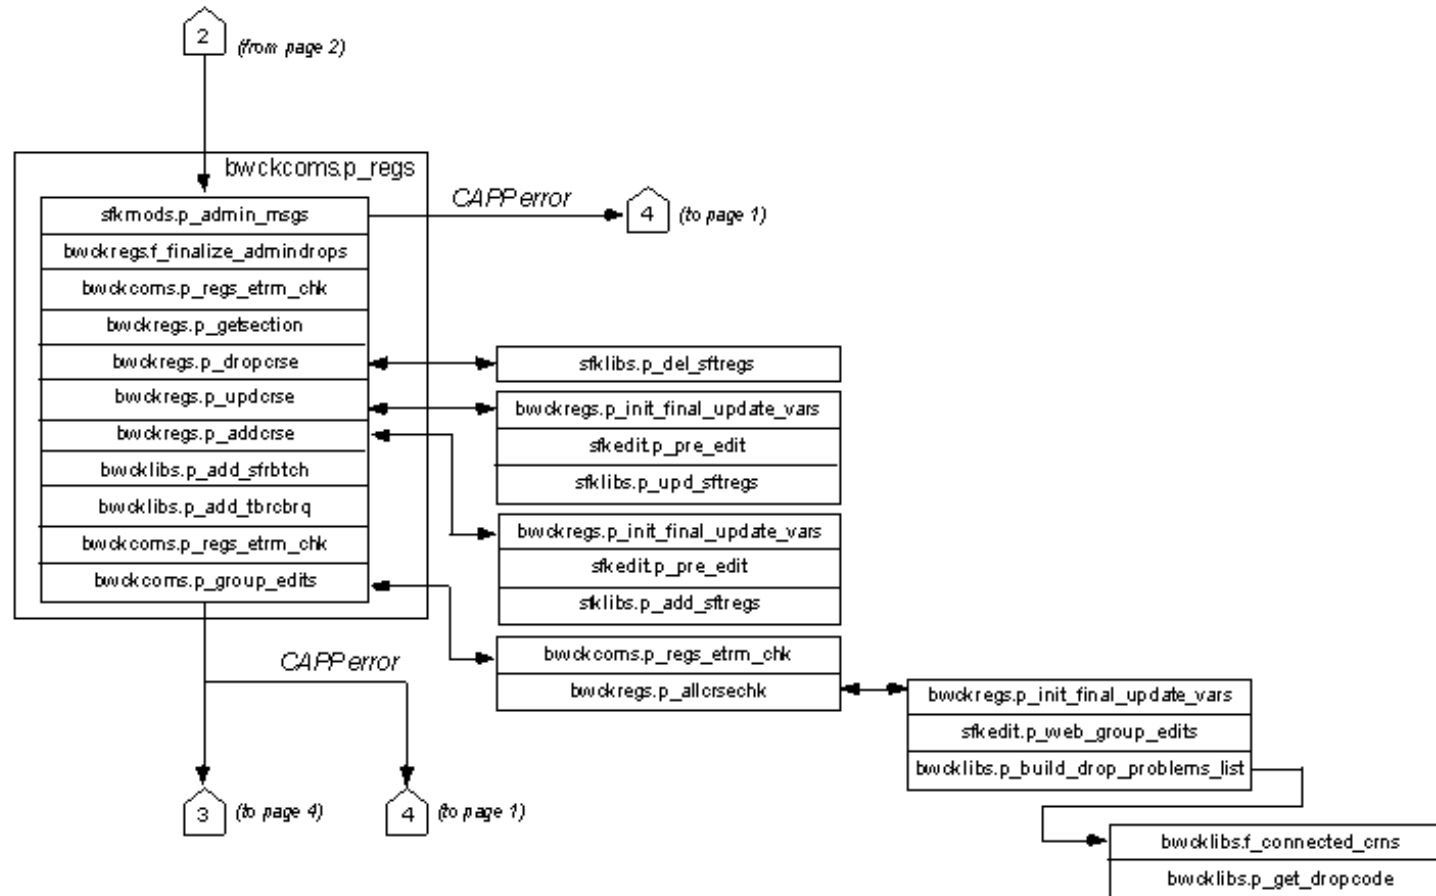 2
(from page 2)
bwckcoms.p_regs
CAPP error
sfkmods.p_admin_msgs
4
(to page 1)
bwckregs.f_finalize_admindrops
bwckcoms.p_regs_etrm_chk
bwckregs.p_getsection
bwckregs.p_dropcrse
sfklibs.p_del_sftregs
bwckregs.p_updcrse
bwckregs.p_init_final_update_vars
bwckregs.p_addcrse
sfkedit.p_pre_edit
bwcklibs.p_add_sfrbtch
sfklibs.p_upd_sftregs
bwcklibs.p_add_tbrcbrq
bwckregs.p_init_final_update_vars
bwckcoms.p_regs_etrm_chk
sfkedit.p_pre_edit
bwckcoms.p_group_edits
sfklibs.p_add_sftregs
CAPP error
bwckcoms.p_regs_etrm_chk
bwckregs.p_allcrsechk
bwckregs.p_init_final_update_vars
sfkedit.p_web_group_edits
bwcklibs.p_build_drop_problems_list
3
(to page 4)
4
(to page 1)
bwcklibs.f_connected_crns
bwcklibs.p_get_dropcode